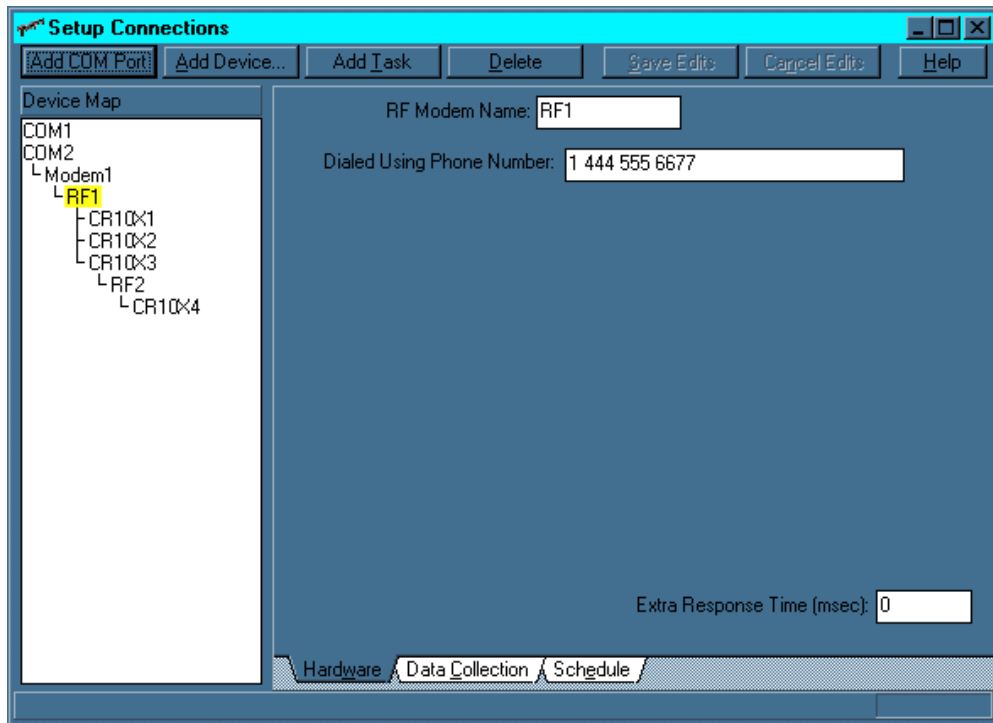 Setup Connections
Add COM Port Add Device... Add Task Delete Save Edits Cancel Edits Help
Device Map
COM1
COM2
Modem1
RF1
CR10X1
CR10X2
CR10X3
RF2
CR10X4
RF Modem Name: RF1
Dialed Using Phone Number: 1 444 555 6677
Extra Response Time (msec): 0
Hardware Data Collection Schedule